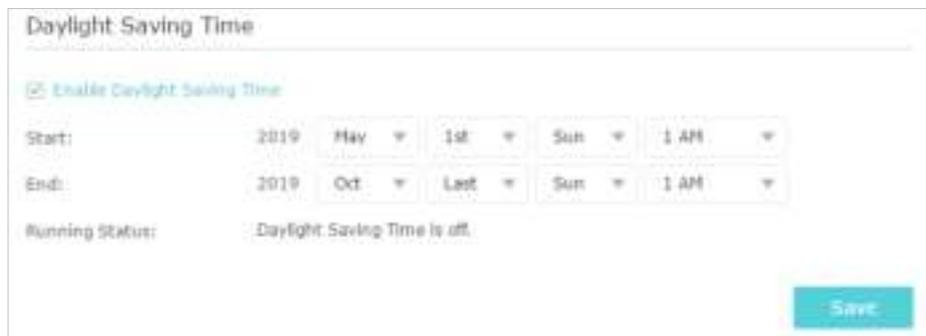 Daylight Saving Time
Enable Daylight Saving Time
Start: 2019 May 1st Sun 1 AM
End: 2019 Oct Last Sun 1 AM
Running Status: Daylight Saving Time is off.
Save